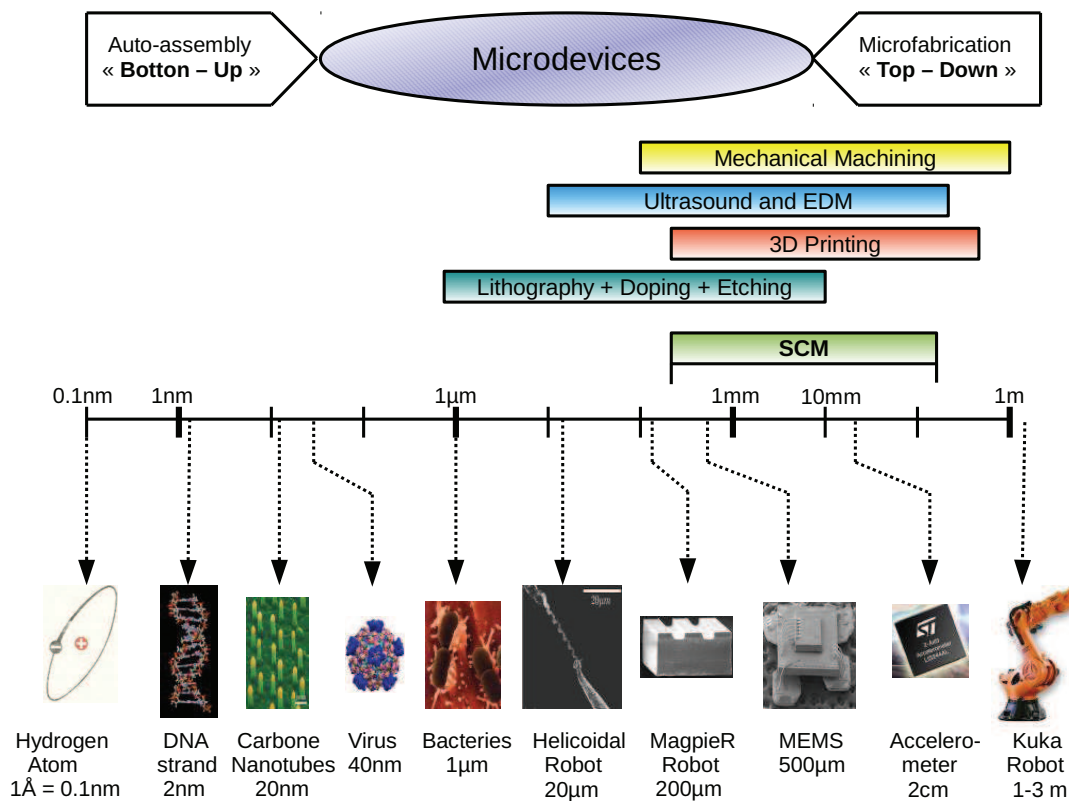 Auto-assembly
« Botton – Up »
Microdevices
Microfabrication
« Top – Down »
Mechanical Machining
Ultrasound and EDM
3D Printing
Lithography + Doping + Etching
SCM
0.1nm
1nm
1µm
1mm
10mm
1m
Hydrogen
Atom
1Å = 0.1nm
DNA
strand
2nm
Carbone
Nanotubes
20nm
Virus
40nm
Bacteries
1µm
Helicoidal
Robot
20µm
MagpieR
Robot
200µm
MEMS
500µm
Accelero-
meter
2cm
Kuka
Robot
1-3 m